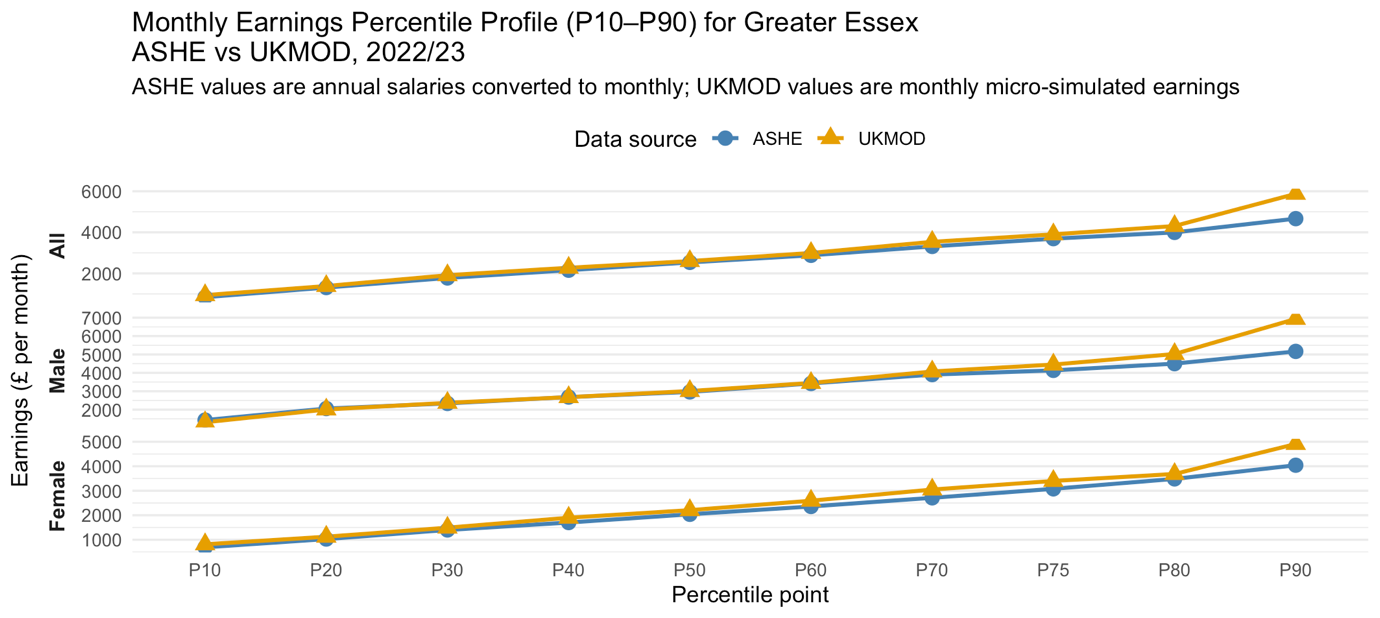 Monthly Earnings Percentile Profile (P10–P90) for Greater Essex
ASHE vs UKMOD, 2022/23
ASHE values are annual salaries converted to monthly; UKMOD values are monthly micro-simulated earnings
Data source ASHE UKMOD
Earnings (£ per month)
All
6000
4000
2000
Male
7000
6000
5000
4000
3000
2000
Female
5000
4000
3000
2000
1000
P10 P20 P30 P40 P50 P60 P70 P75 P80 P90
Percentile point